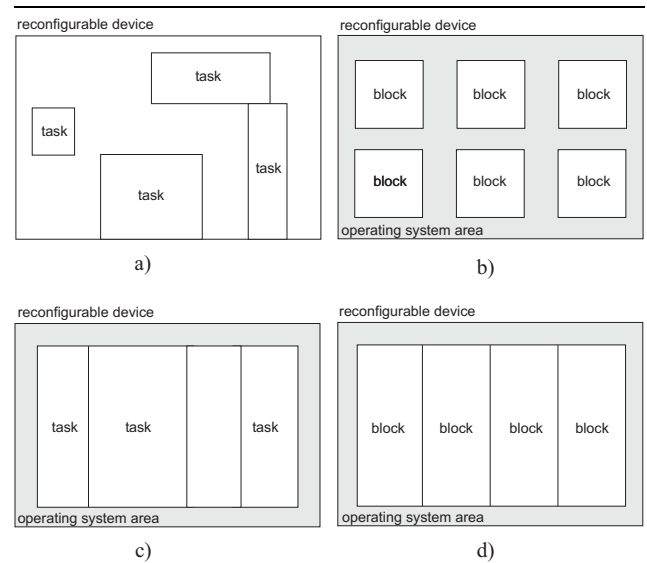 reconfigurable device
task
task
task
task
a)
reconfigurable device
block
block
block
block
block
block
operating system area
b)
reconfigurable device
task
task
task
operating system area
c)
reconfigurable device
block
block
block
block
operating system area
d)